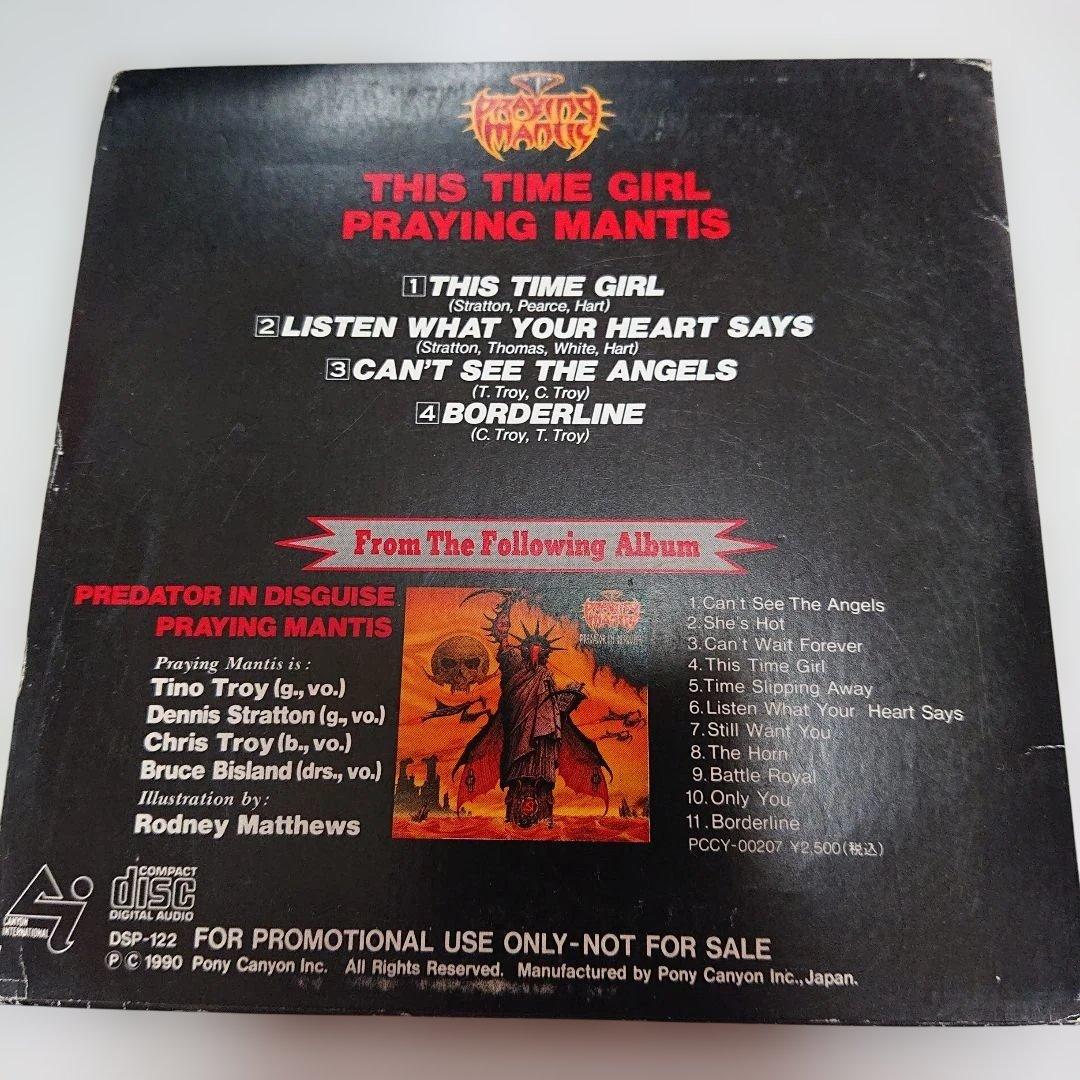 PRAYING
MANTIS
THIS TIME GIRL
PRAYING MANTIS
1 THIS TIME GIRL
(Stratton, Pearce, Hart)
2 LISTEN WHAT YOUR HEART SAYS
(Stratton, Thomas, White, Hart)
3 CAN'T SEE THE ANGELS
(T. Troy, C. Troy)
4 BORDERLINE
(C. Troy, T. Troy)
From The Following Album
PREDATOR IN DISGUISE
PRAYING MANTIS
Praying Mantis is :
Tino Troy (g., vo.)
Dennis Stratton (g., vo.)
Chris Troy (b., vo.)
Bruce Bisland (drs., vo.)
Illustration by:
Rodney Matthews
PRAYING
MANTIS
PREDATOR IN DISGUISE
1. Can't See The Angels
2. She's Hot
3. Can't Wait Forever
4. This Time Girl
5. Time Slipping Away
6. Listen What Your Heart Says
7. Still Want You
8. The Horn
9. Battle Royal
10. Only You
11. Borderline
PCCY-00207 ¥2,500(税込)
CANYON
INTERNATIONAL
COMPACT
disc
DIGITAL AUDIO
DSP-122 FOR PROMOTIONAL USE ONLY-NOT FOR SALE
Ⓟ Ⓒ 1990 Pony Canyon Inc. All Rights Reserved. Manufactured by Pony Canyon Inc., Japan.